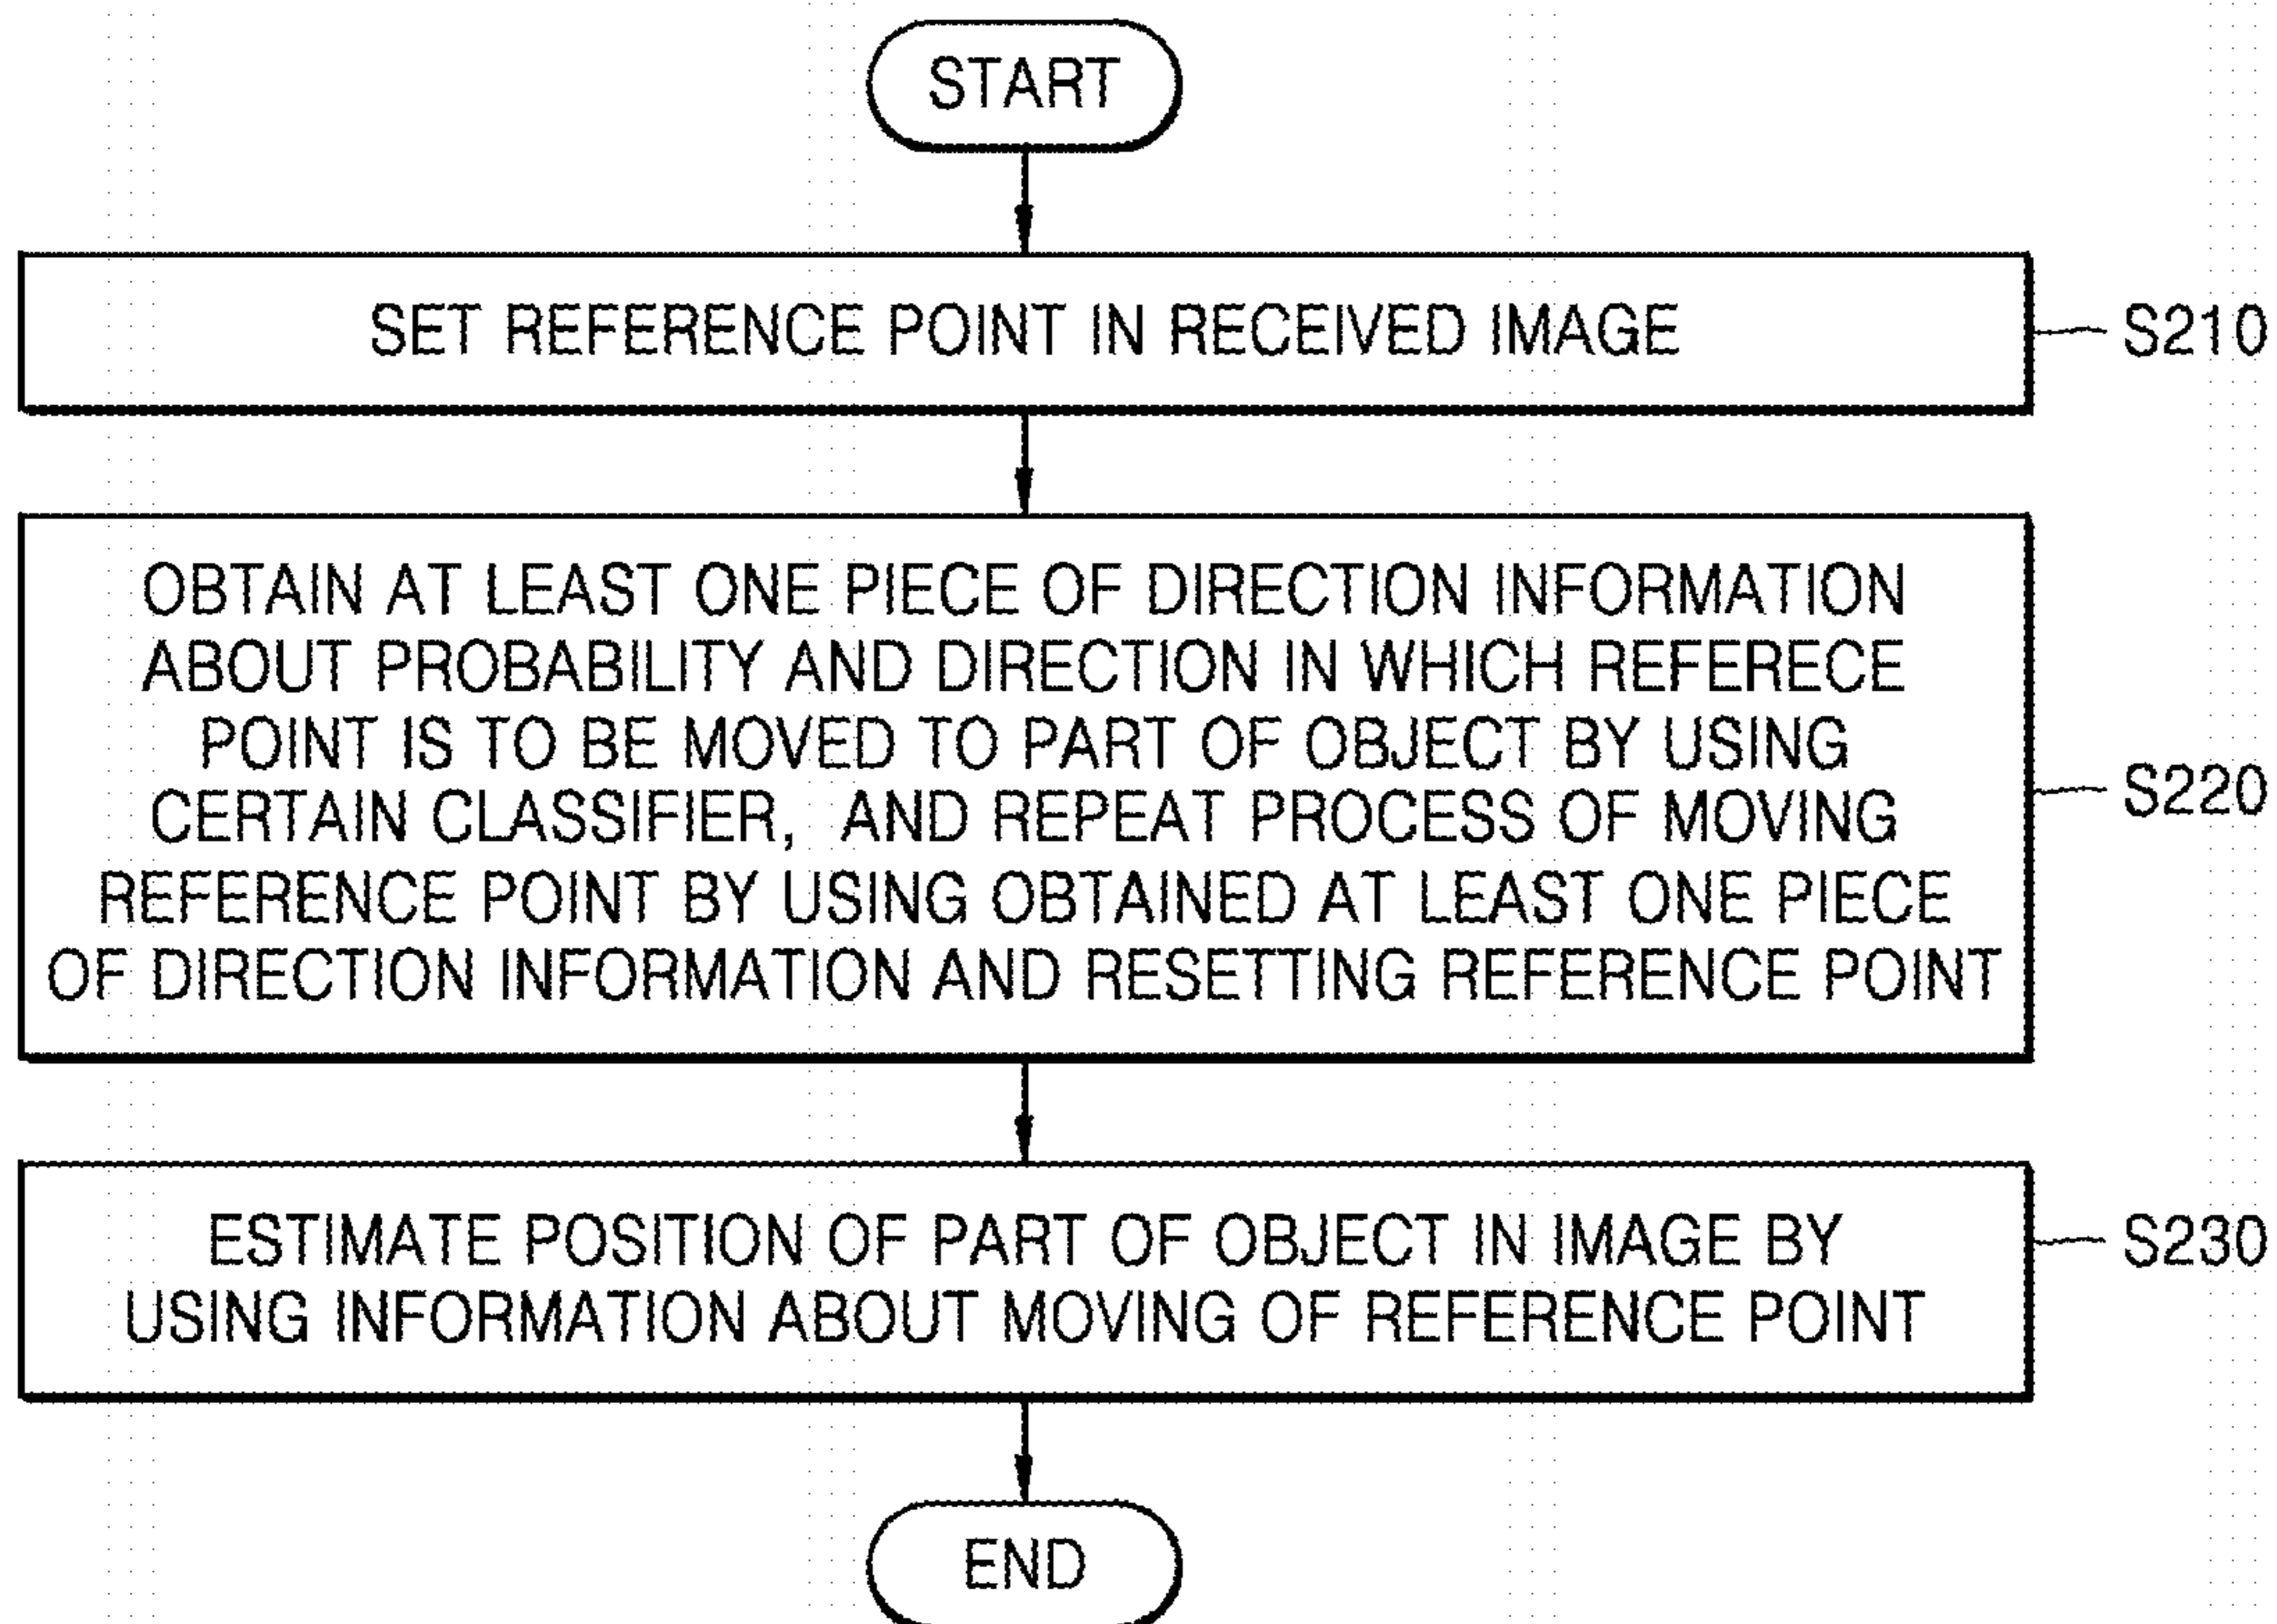 START
SET REFERENCE POINT IN RECEIVED IMAGE
S210
OBTAIN AT LEAST ONE PIECE OF DIRECTION INFORMATION
ABOUT PROBABILITY AND DIRECTION IN WHICH REFERECE
POINT IS TO BE MOVED TO PART OF OBJECT BY USING
CERTAIN CLASSIFIER, AND REPEAT PROCESS OF MOVING
REFERENCE POINT BY USING OBTAINED AT LEAST ONE PIECE
OF DIRECTION INFORMATION AND RESETTING REFERENCE POINT
S220
ESTIMATE POSITION OF PART OF OBJECT IN IMAGE BY
USING INFORMATION ABOUT MOVING OF REFERENCE POINT
S230
END